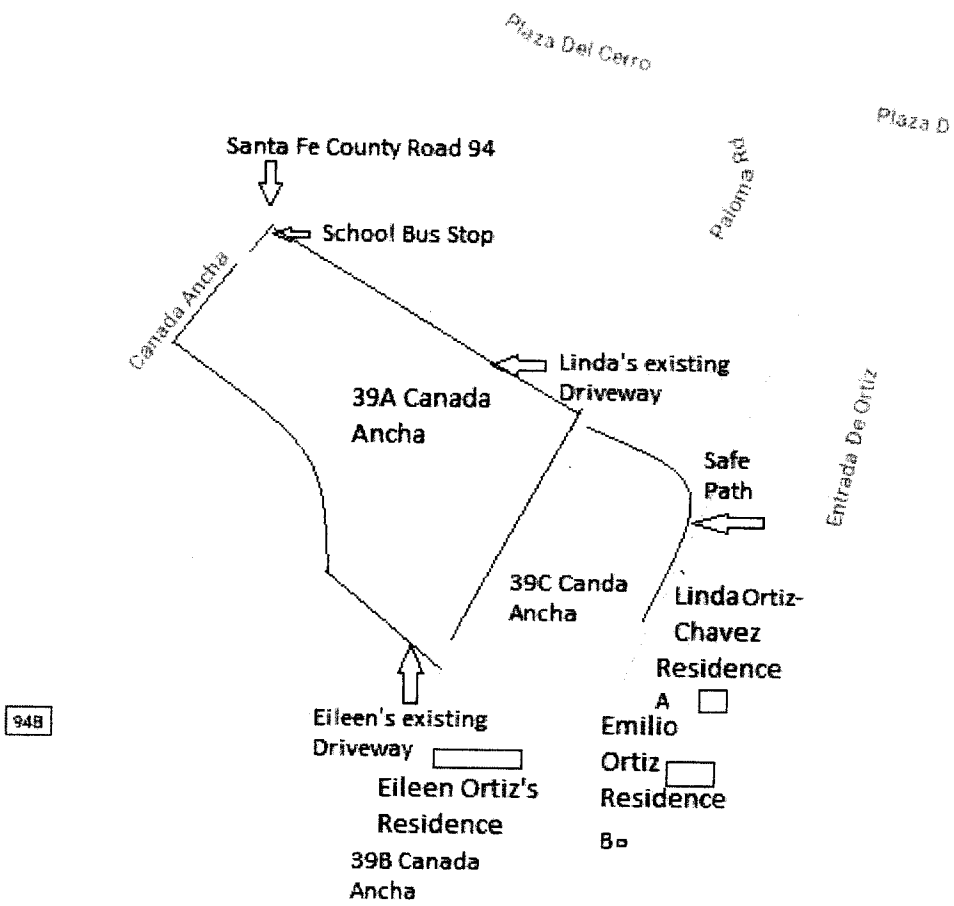 Plaza Del Cerro
Plaza D
Santa Fe County Road 94
Paloma Rd
School Bus Stop
Canada Ancha
Linda's existing
Driveway
39A Canada
Ancha
Entrada De Ortiz
Safe
Path
39C Canda
Ancha
Linda Ortiz-
Chavez
Residence
A
94B
Eileen's existing
Driveway
Emilio
Ortiz
Residence
B
Eileen Ortiz's
Residence
39B Canada
Ancha